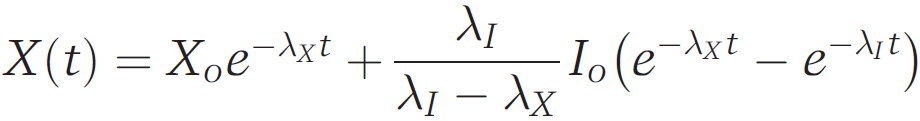 X(t) = X_o e^{-λ_X t} + \frac{λ_I}{λ_I − λ_X} I_o (e^{-λ_X t} − e^{-λ_I t})